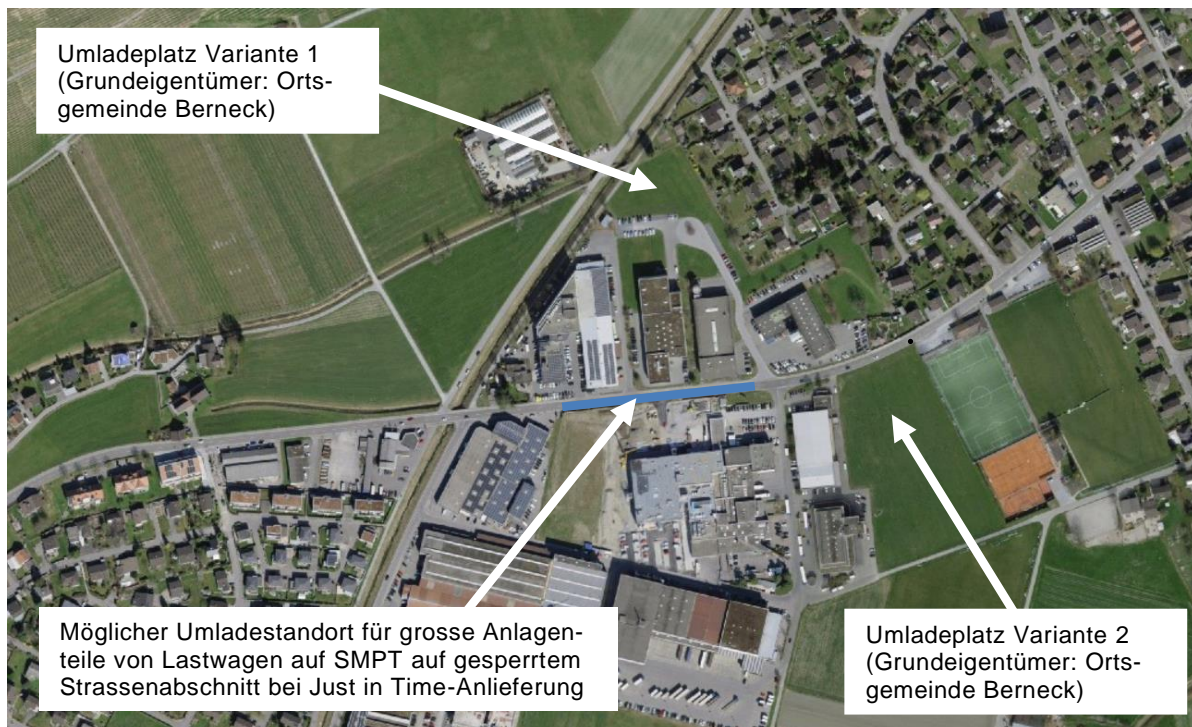 Umladeplatz Variante 1
(Grundeigentümer: Orts-
gemeinde Berneck)
Möglicher Umladestandort für grosse Anlagen-
teile von Lastwagen auf SMPT auf gesperrtem
Strassenabschnitt bei Just in Time-Anlieferung
Umladeplatz Variante 2
(Grundeigentümer: Orts-
gemeinde Berneck)